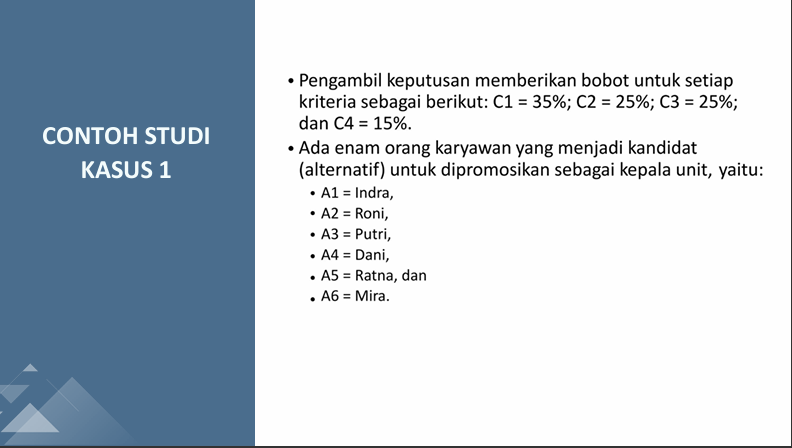 CONTOH STUDI
KASUS 1
• Pengambil keputusan memberikan bobot untuk setiap
kriteria sebagai berikut: C1 = 35%; C2 = 25%; C3 = 25%;
dan C4 = 15%.
• Ada enam orang karyawan yang menjadi kandidat
(alternatif) untuk dipromosikan sebagai kepala unit, yaitu:
• A1 = Indra,
• A2 = Roni,
• A3 = Putri,
• A4 = Dani,
• A5 = Ratna, dan
• A6 = Mira.